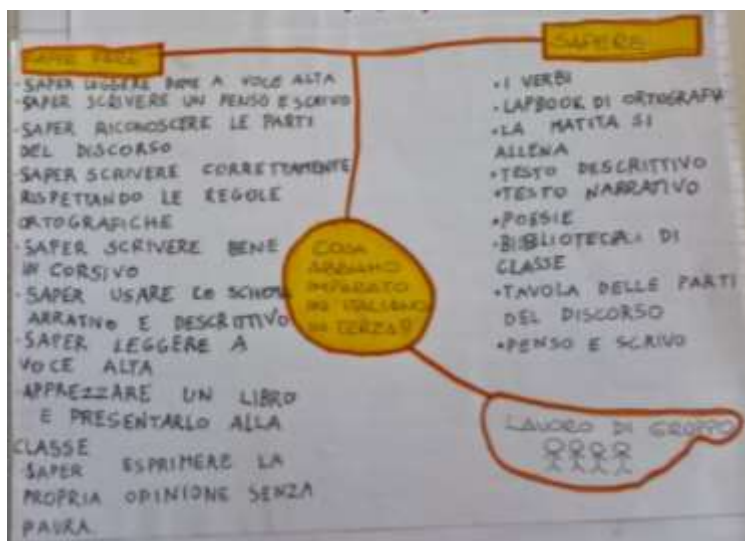 SAPER FARE
- SAPER LEGGERE BENE A VOCE ALTA
- SAPER SCRIVERE UN PENSO E SCRIVO
- SAPER RICONOSCERE LE PARTI
DEL DISCORSO
- SAPER SCRIVERE CORRETTAMENTE
RISPETTANDO LE REGOLE
ORTOGRAFICHE
- SAPER SCRIVERE BENE
IN CORSIVO
- SAPER USARE LO SCHEMA
ARRATIVO E DESCRITTIVO
- SAPER LEGGERE A
VOCE ALTA
APPREZZARE UN LIBRO
E PRESENTARLO ALLA
CLASSE
SAPER ESPRIMERE LA
PROPRIA OPINIONE SENZA
PAURA
COSA
ABBIAMO
IMPARATO
IN ITALIANO
IN TERZA?
SAPERE
• I VERBI
• LAPBOOK DI ORTOGRAFIA
• LA MATITA SI
ALLENA
• TESTO DESCRITTIVO
• TESTO NARRATIVO
• POESIE
• BIBLIOTECA DI
CLASSE
• TAVOLA DELLE PARTI
DEL DISCORSO
• PENSO E SCRIVO
LAVORO DI GRUPPO